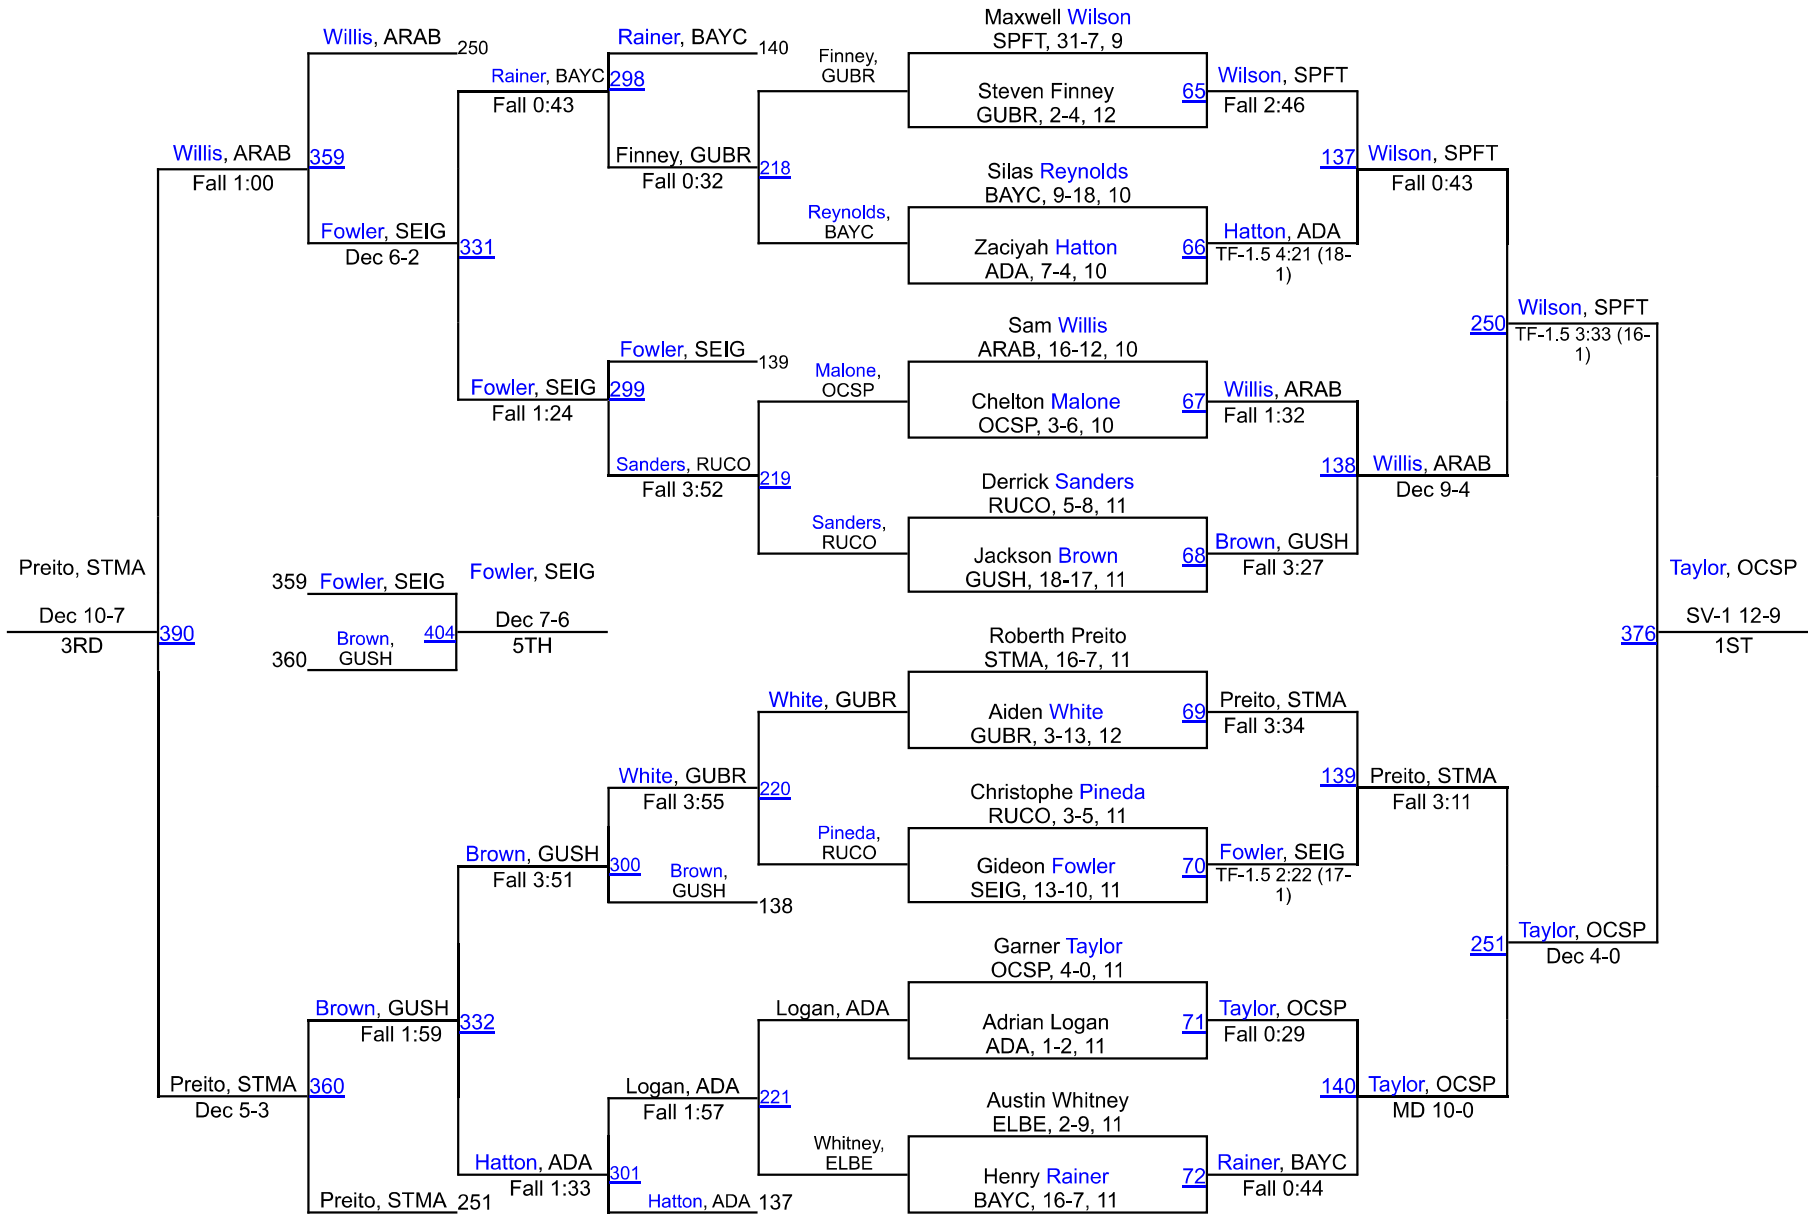 Willis, ARAB
250
Willis, ARAB
Fall 1:00
359
Fowler, SEIG
Dec 6-2
331
Rainer, BAYC
Fall 0:43
298
Rainer, BAYC
140
Finney, GUBR
Fall 0:32
218
Finney,
GUBR
Reynolds,
BAYC
Fowler, SEIG
Fall 1:24
299
Fowler, SEIG
139
Sanders, RUCO
Fall 3:52
219
Malone,
OCSP
Sanders,
RUCO
Preito, STMA
Dec 10-7
3RD
390
359
Fowler, SEIG
360
Brown,
GUSH
404
Fowler, SEIG
Dec 7-6
5TH
White, GUBR
White, GUBR
Fall 3:55
220
Pineda,
RUCO
Brown, GUSH
Fall 3:51
300
Brown,
GUSH
138
Brown, GUSH
Fall 1:59
332
Preito, STMA
Dec 5-3
360
Preito, STMA
251
Logan, ADA
Logan, ADA
Fall 1:57
221
Whitney,
ELBE
Hatton, ADA
Fall 1:33
301
Hatton, ADA
137
Maxwell Wilson
SPFT, 31-7, 9
Steven Finney
GUBR, 2-4, 12
65
Wilson, SPFT
Fall 2:46
Silas Reynolds
BAYC, 9-18, 10
Zaciyah Hatton
ADA, 7-4, 10
66
Hatton, ADA
TF-1.5 4:21 (18-
1)
137
Wilson, SPFT
Fall 0:43
Sam Willis
ARAB, 16-12, 10
Chelton Malone
OCSP, 3-6, 10
67
Willis, ARAB
Fall 1:32
Derrick Sanders
RUCO, 5-8, 11
Jackson Brown
GUSH, 18-17, 11
68
Brown, GUSH
Fall 3:27
138
Willis, ARAB
Dec 9-4
250
Wilson, SPFT
TF-1.5 3:33 (16-
1)
Roberth Preito
STMA, 16-7, 11
Aiden White
GUBR, 3-13, 12
69
Preito, STMA
Fall 3:34
Christophe Pineda
RUCO, 3-5, 11
Gideon Fowler
SEIG, 13-10, 11
70
Fowler, SEIG
TF-1.5 2:22 (17-
1)
139
Preito, STMA
Fall 3:11
Garner Taylor
OCSP, 4-0, 11
Adrian Logan
ADA, 1-2, 11
71
Taylor, OCSP
Fall 0:29
Austin Whitney
ELBE, 2-9, 11
Henry Rainer
BAYC, 16-7, 11
72
Rainer, BAYC
Fall 0:44
140
Taylor, OCSP
MD 10-0
251
Taylor, OCSP
Dec 4-0
376
Taylor, OCSP
SV-1 12-9
1ST